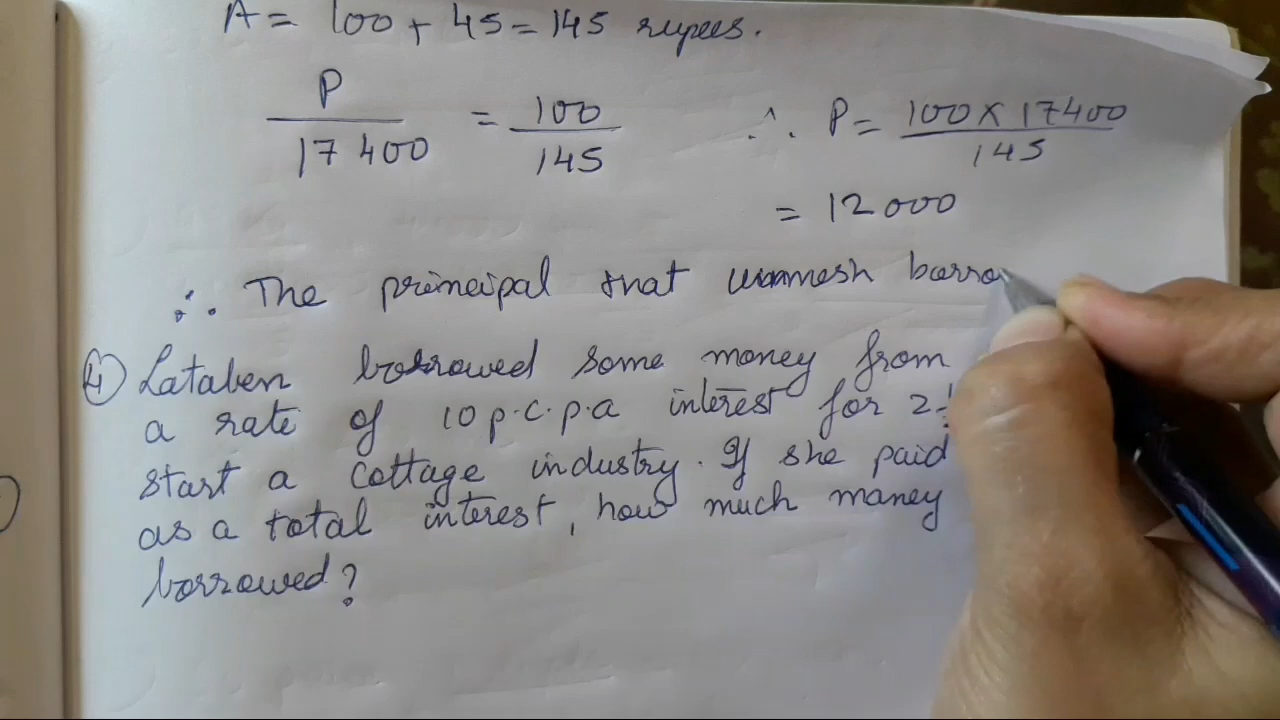 A = 100 + 45 = 145 rupees.
P / 17400 = 100 / 145 ∴ P = 100 × 17400 / 145
= 12000
∴ The principal that borro
4) Lataben borrowed some money from
a rate of 10 p.c.p.a interest for 2
start a cottage industry. If she paid
as a total interest, how much money
borrowed?